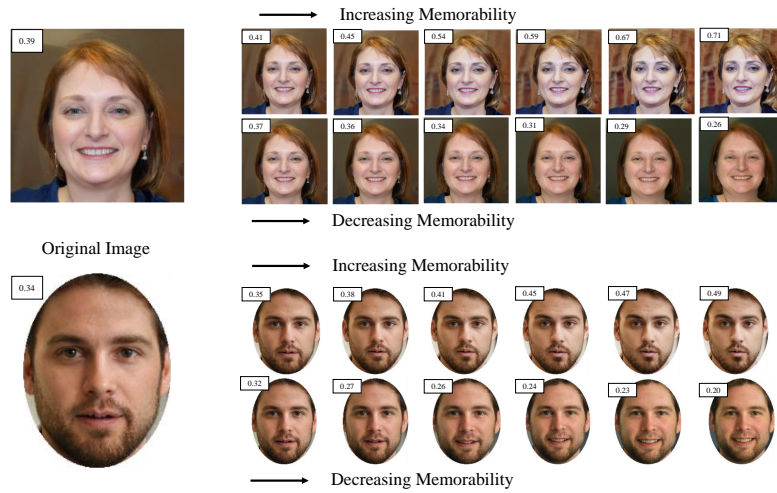 Increasing Memorability
0.39
0.41 0.45 0.54 0.59 0.67 0.71
0.37 0.36 0.34 0.31 0.29 0.26
Decreasing Memorability
Original Image
Increasing Memorability
0.34
0.35 0.38 0.41 0.45 0.47 0.49
0.32 0.27 0.26 0.24 0.23 0.20
Decreasing Memorability